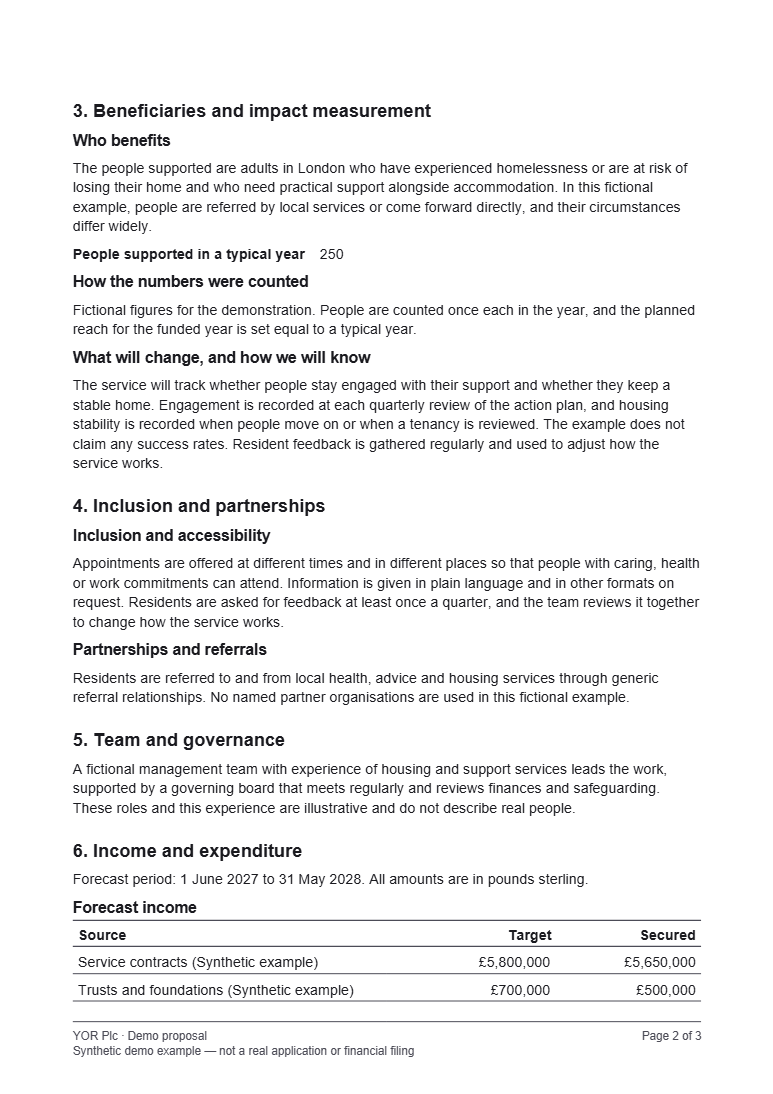 3. Beneficiaries and impact measurement
Who benefits
The people supported are adults in London who have experienced homelessness or are at risk of
losing their home and who need practical support alongside accommodation. In this fictional
example, people are referred by local services or come forward directly, and their circumstances
differ widely.
People supported in a typical year 250
How the numbers were counted
Fictional figures for the demonstration. People are counted once each in the year, and the planned
reach for the funded year is set equal to a typical year.
What will change, and how we will know
The service will track whether people stay engaged with their support and whether they keep a
stable home. Engagement is recorded at each quarterly review of the action plan, and housing
stability is recorded when people move on or when a tenancy is reviewed. The example does not
claim any success rates. Resident feedback is gathered regularly and used to adjust how the
service works.
4. Inclusion and partnerships
Inclusion and accessibility
Appointments are offered at different times and in different places so that people with caring, health
or work commitments can attend. Information is given in plain language and in other formats on
request. Residents are asked for feedback at least once a quarter, and the team reviews it together
to change how the service works.
Partnerships and referrals
Residents are referred to and from local health, advice and housing services through generic
referral relationships. No named partner organisations are used in this fictional example.
5. Team and governance
A fictional management team with experience of housing and support services leads the work,
supported by a governing board that meets regularly and reviews finances and safeguarding.
These roles and this experience are illustrative and do not describe real people.
6. Income and expenditure
Forecast period: 1 June 2027 to 31 May 2028. All amounts are in pounds sterling.
Forecast income
Source Target Secured
Service contracts (Synthetic example) £5,800,000 £5,650,000
Trusts and foundations (Synthetic example) £700,000 £500,000
YOR Plc · Demo proposal Page 2 of 3
Synthetic demo example — not a real application or financial filing